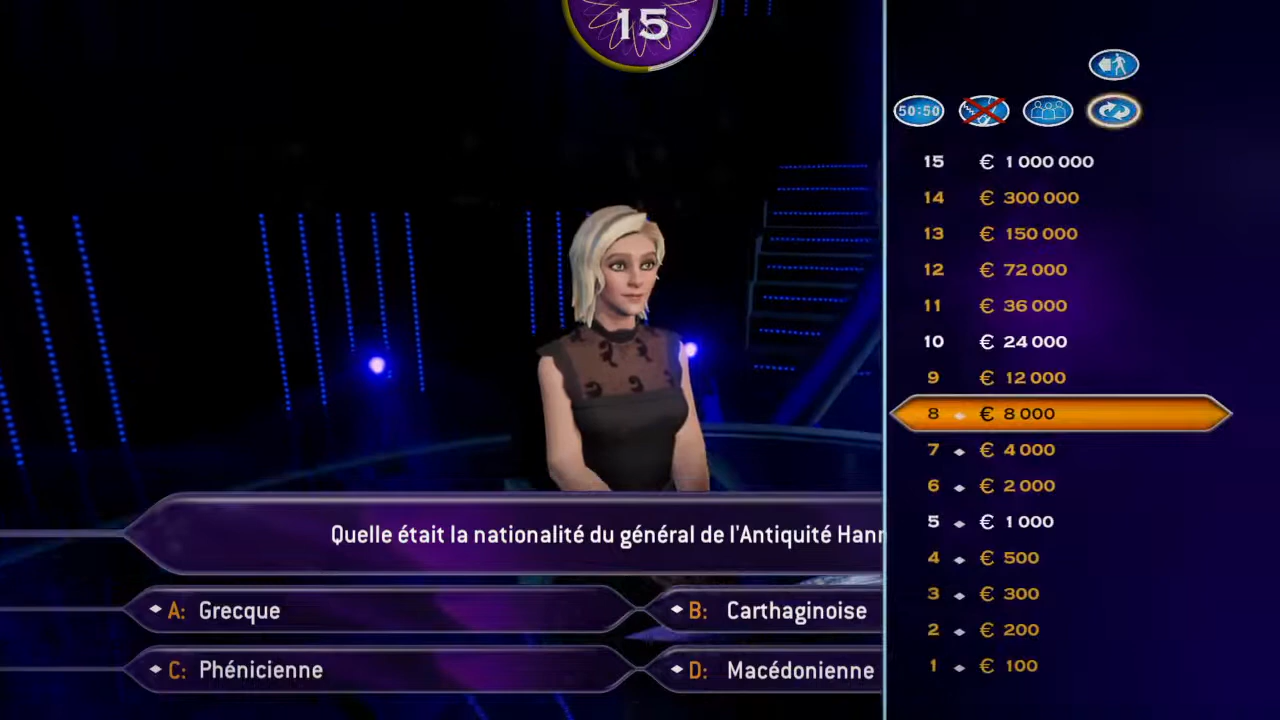 15
50:50
15 € 1 000 000
14 € 300 000
13 € 150 000
12 € 72 000
11 € 36 000
10 € 24 000
9 € 12 000
8 € 8 000
7 € 4 000
6 € 2 000
5 € 1 000
4 € 500
3 € 300
2 € 200
1 € 100
Quelle était la nationalité du général de l'Antiquité
A: Grecque
B: Carthaginoise
C: Phénicienne
D: Macédonienne